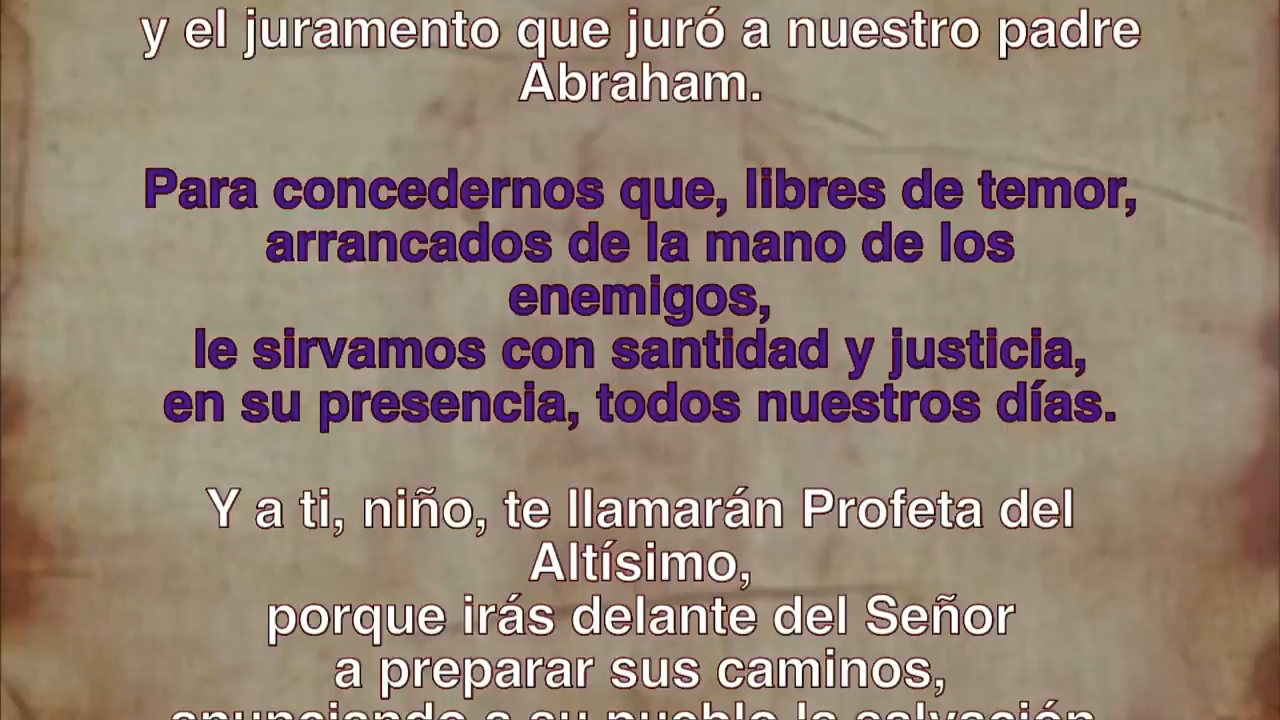 y el juramento que juró a nuestro padre
Abraham.
Para concedernos que, libres de temor,
arrancados de la mano de los
enemigos,
le sirvamos con santidad y justicia,
en su presencia, todos nuestros días.
Y a ti, niño, te llamarán Profeta del
Altísimo,
porque irás delante del Señor
a preparar sus caminos,
anunciando a su pueblo la salvación